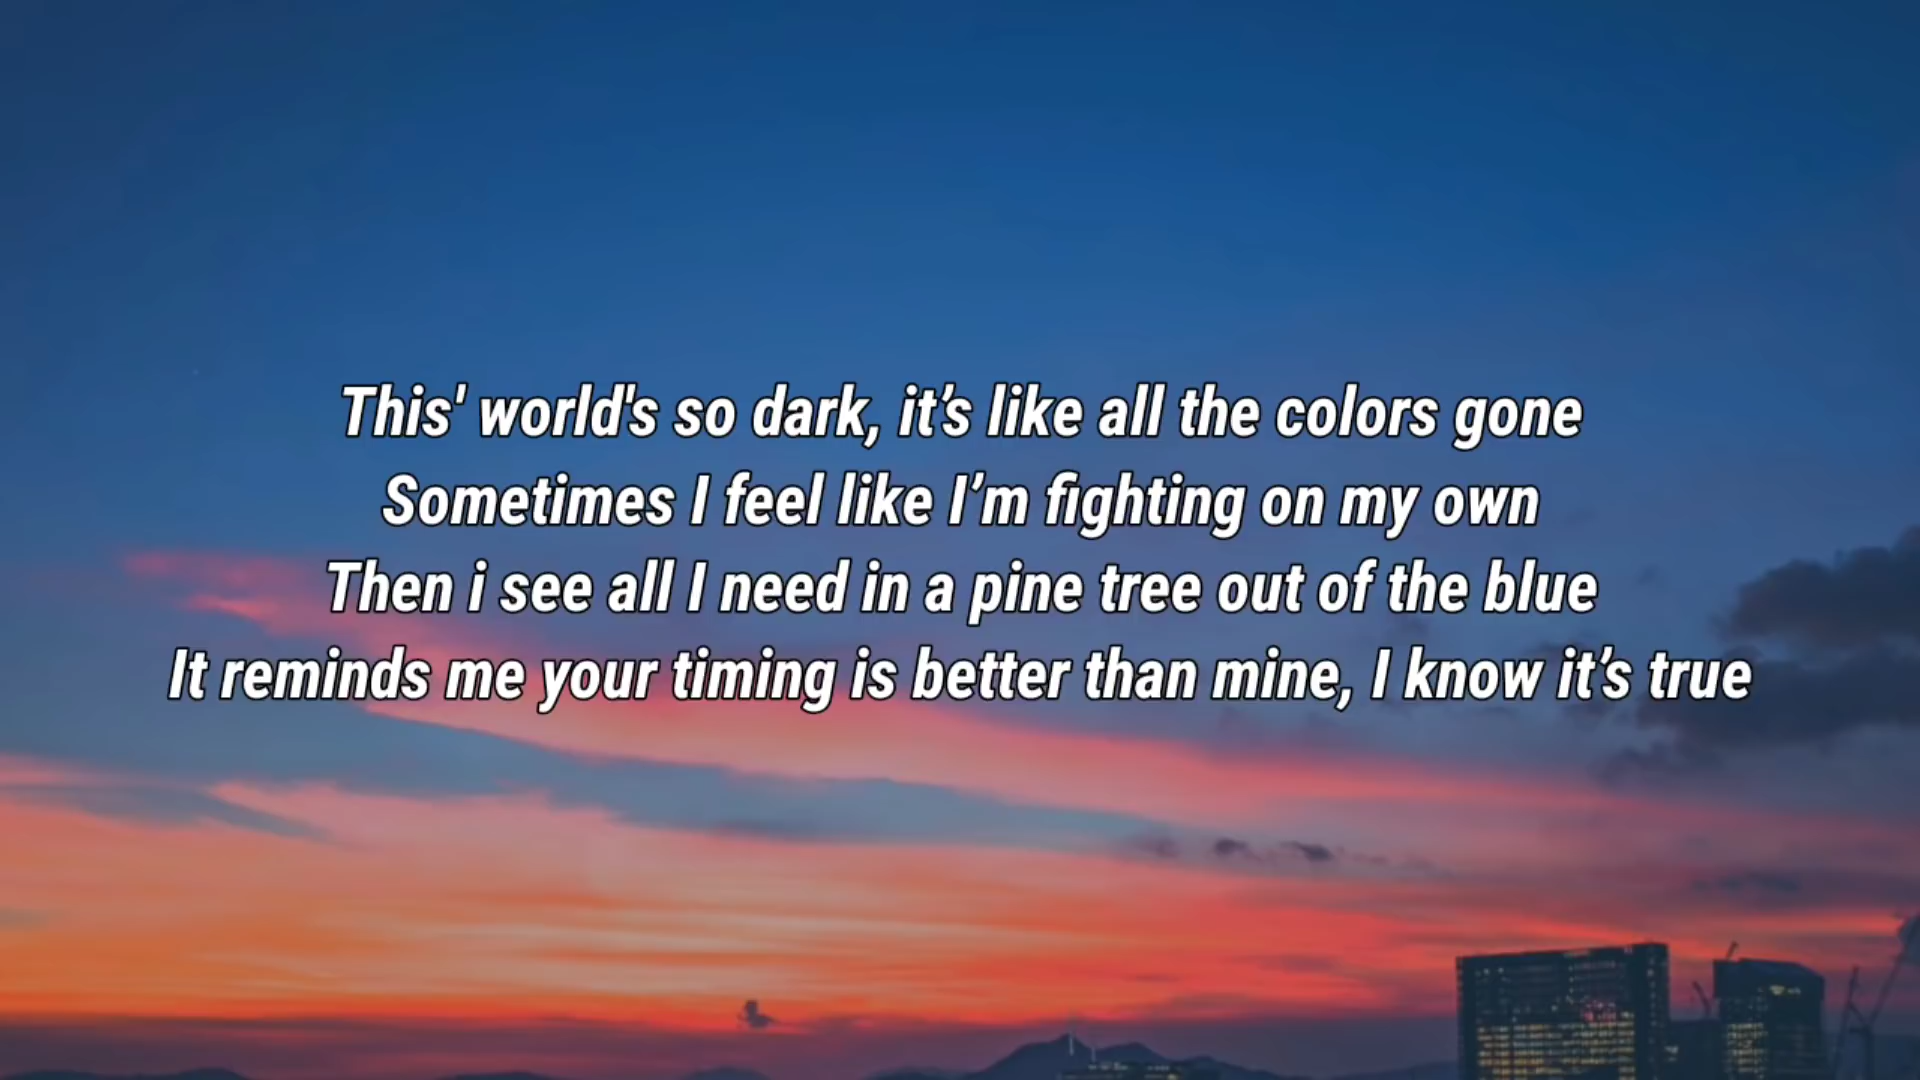 This' world's so dark, it’s like all the colors gone
Sometimes I feel like I’m fighting on my own
Then i see all I need in a pine tree out of the blue
It reminds me your timing is better than mine, I know it’s true